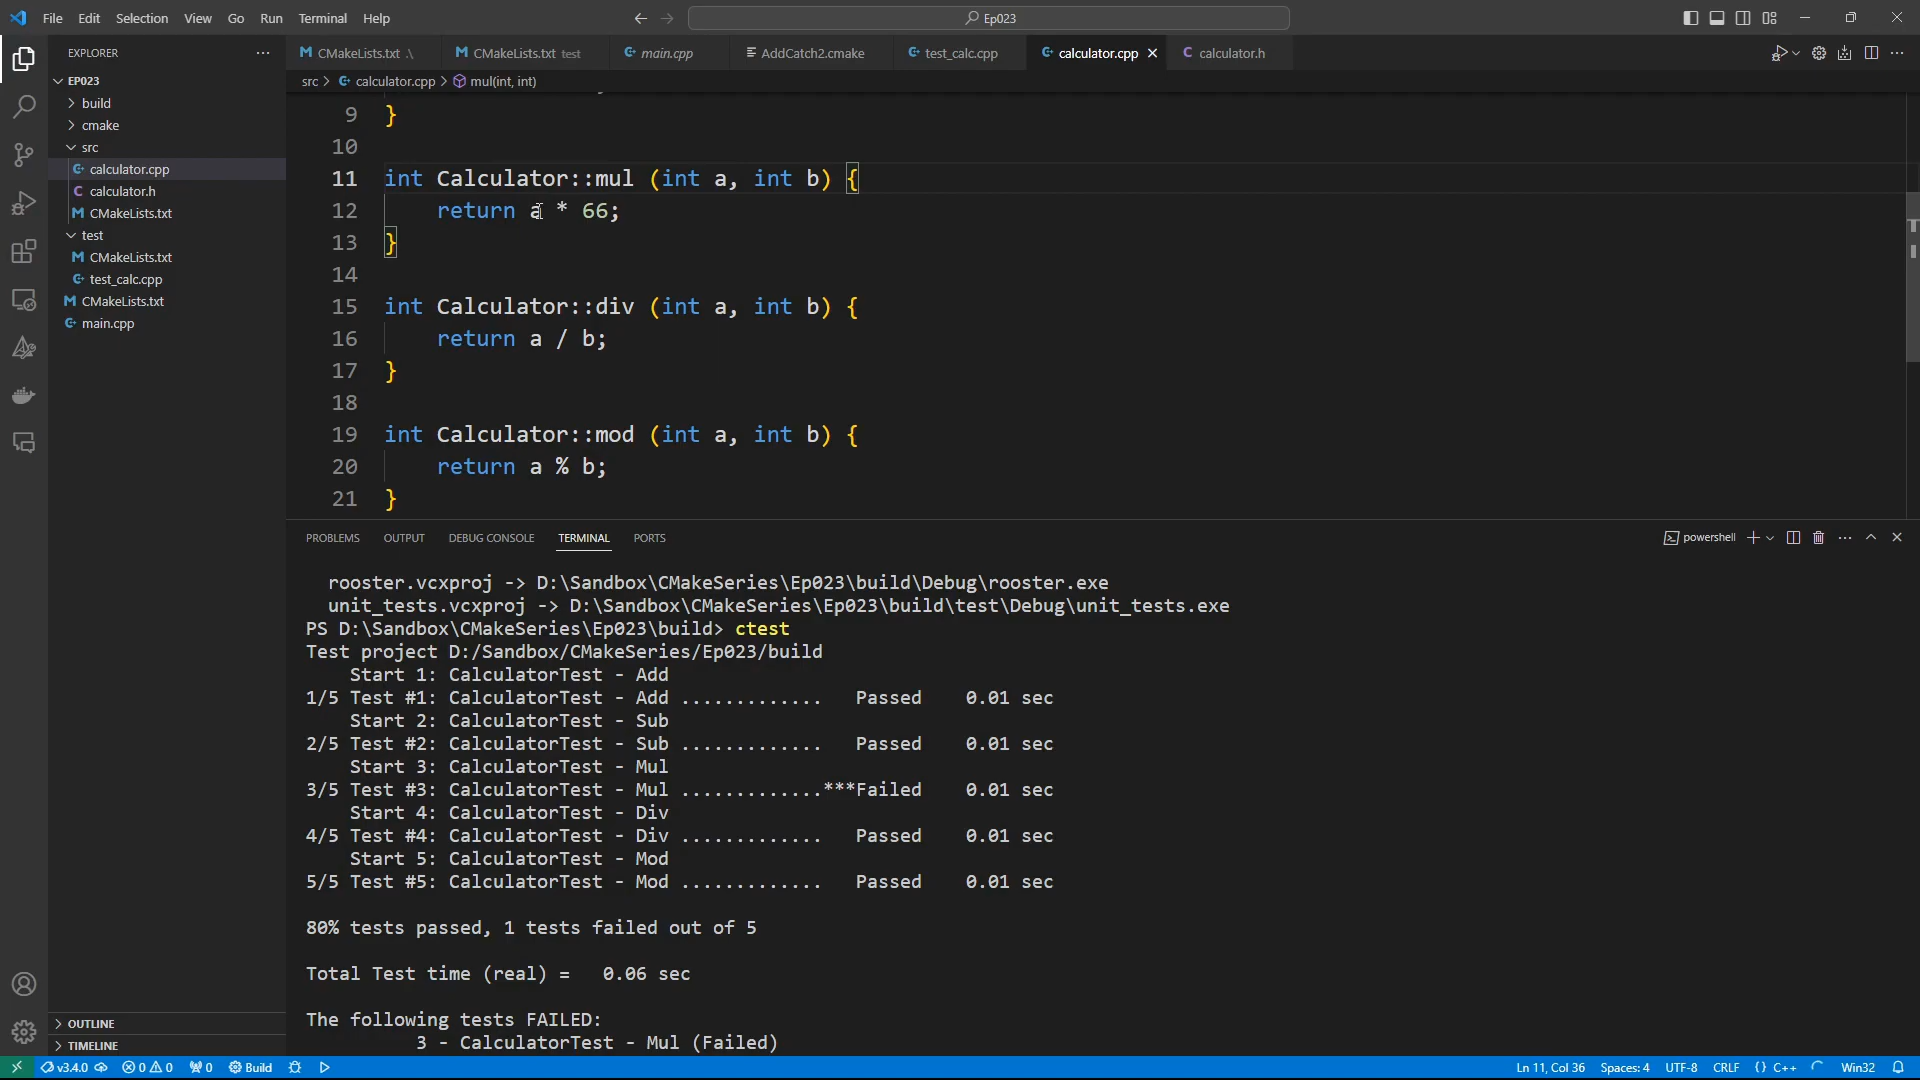 File Edit Selection View Go Run Terminal Help
Ep023
EXPLORER
CMakeLists.txt .\
CMakeLists.txt test
main.cpp
AddCatch2.cmake
test_calc.cpp
calculator.cpp
calculator.h
src > calculator.cpp > mul(int, int)
EP023
build
cmake
src
calculator.cpp
calculator.h
CMakeLists.txt
test
CMakeLists.txt
test_calc.cpp
CMakeLists.txt
main.cpp
OUTLINE
TIMELINE
9 }
10
11 int Calculator::mul (int a, int b) {
12 return a * 66;
13 }
14
15 int Calculator::div (int a, int b) {
16 return a / b;
17 }
18
19 int Calculator::mod (int a, int b) {
20 return a % b;
21 }
PROBLEMS OUTPUT DEBUG CONSOLE TERMINAL PORTS
powershell
rooster.vcxproj -> D:\Sandbox\CMakeSeries\Ep023\build\Debug\rooster.exe
unit_tests.vcxproj -> D:\Sandbox\CMakeSeries\Ep023\build\test\Debug\unit_tests.exe
PS D:\Sandbox\CMakeSeries\Ep023\build> ctest
Test project D:/Sandbox/CMakeSeries/Ep023/build
Start 1: CalculatorTest - Add
1/5 Test #1: CalculatorTest - Add ............. Passed 0.01 sec
Start 2: CalculatorTest - Sub
2/5 Test #2: CalculatorTest - Sub ............. Passed 0.01 sec
Start 3: CalculatorTest - Mul
3/5 Test #3: CalculatorTest - Mul .............***Failed 0.01 sec
Start 4: CalculatorTest - Div
4/5 Test #4: CalculatorTest - Div ............. Passed 0.01 sec
Start 5: CalculatorTest - Mod
5/5 Test #5: CalculatorTest - Mod ............. Passed 0.01 sec
80% tests passed, 1 tests failed out of 5
Total Test time (real) = 0.06 sec
The following tests FAILED:
3 - CalculatorTest - Mul (Failed)
v3.4.0 0 0 0 Build Ln 11, Col 36 Spaces: 4 UTF-8 CRLF {} C++ Win32